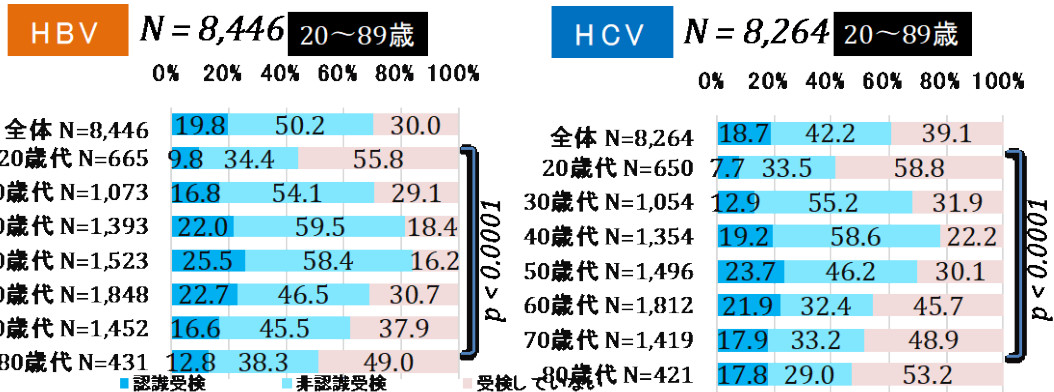 HBV N = 8,446 20～89歳
0% 20% 40% 60% 80% 100%
全体 N=8,446 19.8 50.2 30.0
20歳代 N=665 9.8 34.4 55.8
0歳代 N=1,073 16.8 54.1 29.1
0歳代 N=1,393 22.0 59.5 18.4
0歳代 N=1,523 25.5 58.4 16.2
0歳代 N=1,848 22.7 46.5 30.7
0歳代 N=1,452 16.6 45.5 37.9
80歳代 N=431 12.8 38.3 49.0
p < 0.0001
認識受検 非認識受検 受検していない
HCV N = 8,264 20～89歳
0% 20% 40% 60% 80% 100%
全体 N=8,264 18.7 42.2 39.1
20歳代 N=650 7.7 33.5 58.8
30歳代 N=1,054 12.9 55.2 31.9
40歳代 N=1,354 19.2 58.6 22.2
50歳代 N=1,496 23.7 46.2 30.1
60歳代 N=1,812 21.9 32.4 45.7
70歳代 N=1,419 17.9 33.2 48.9
80歳代 N=421 17.8 29.0 53.2
p < 0.0001